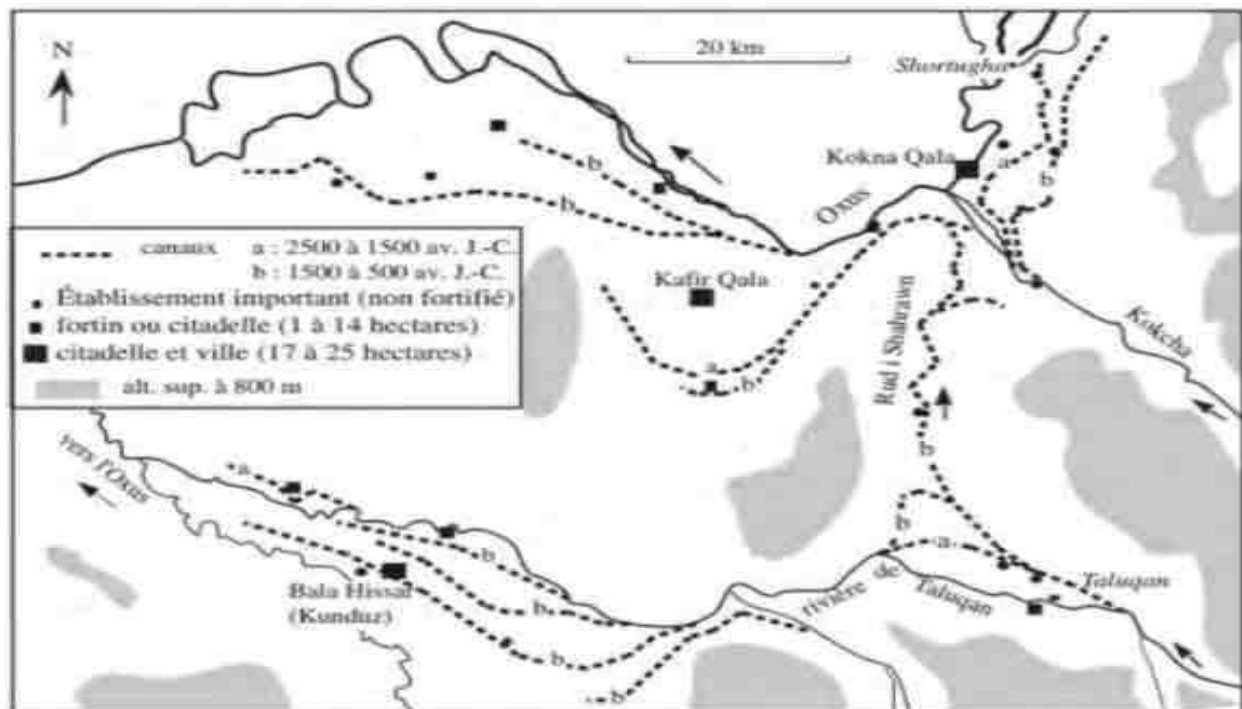 N
20 km
Shortughaï
Kokna Qala
a
b
b
b
Oxus
canaux a : 2500 à 1500 av. J.-C.
b : 1500 à 500 av. J.-C.
Établissement important (non fortifié)
fortin ou citadelle (1 à 14 hectares)
citadelle et ville (17 à 25 hectares)
alt. sup. à 800 m
Kafir Qala
a
b
Rud i Shahrawn
Kokcha
b
vers l'Oxus
a
b
b
a
Taluqan
b
Bala Hissar
(Kunduz)
b
b
b
rivière de
Taluqan